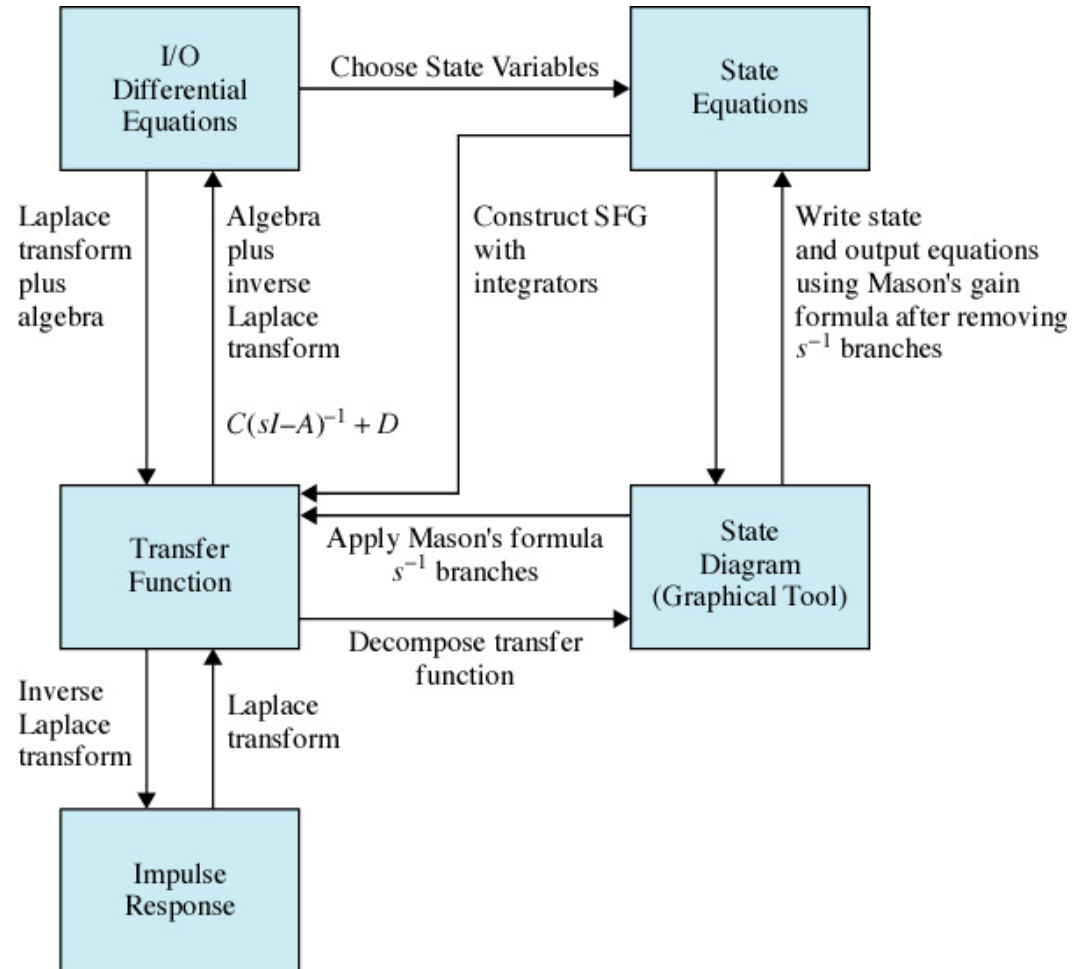 I/O
Differential
Equations
Choose State Variables
State
Equations
Laplace
transform
plus
algebra
Algebra
plus
inverse
Laplace
transform
C(sI–A)⁻¹ + D
Construct SFG
with
integrators
Write state
and output equations
using Mason's gain
formula after removing
s⁻¹ branches
Transfer
Function
Apply Mason's formula
s⁻¹ branches
State
Diagram
(Graphical Tool)
Decompose transfer
function
Inverse
Laplace
transform
Laplace
transform
Impulse
Response